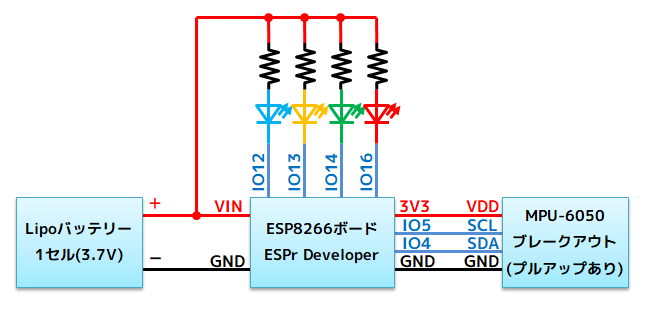 IO12
IO13
IO14
IO16
Lipoバッテリー
1セル(3.7V)
+
−
VIN
GND
ESP8266ボード
ESPr Developer
3V3
IO5
IO4
GND
VDD
SCL
SDA
GND
MPU-6050
ブレークアウト
(プルアップあり)